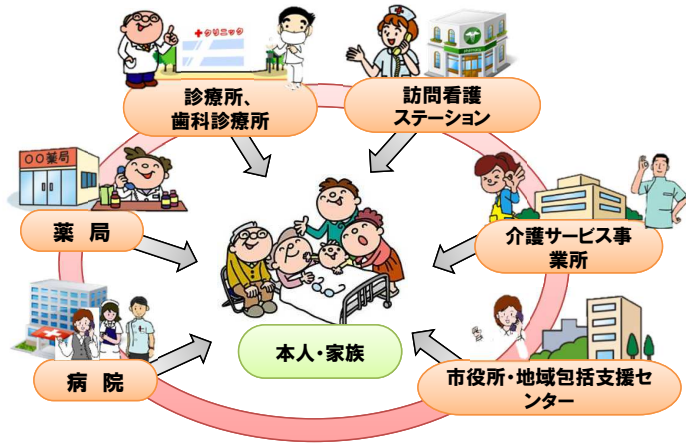 クリニック
診療所、
歯科診療所
訪問看護
ステーション
〇〇薬局
薬 局
介護サービス事
業所
病 院
本人・家族
市役所・地域包括支援セ
ンター